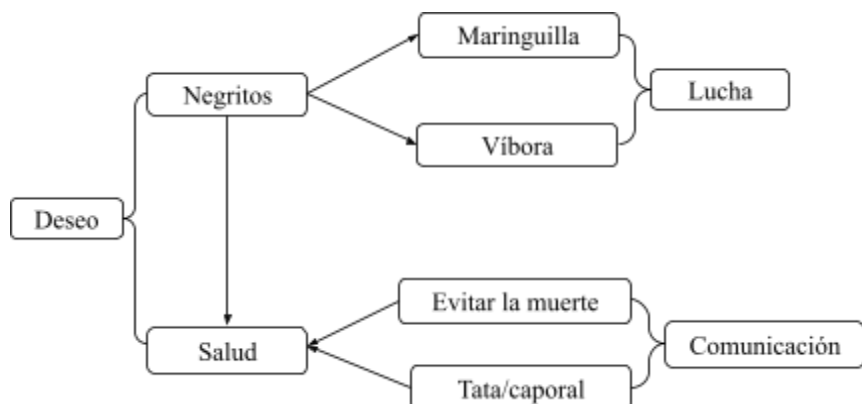 Maringuilla
Negritos
Lucha
Víbora
Deseo
Evitar la muerte
Salud
Comunicación
Tata/caporal